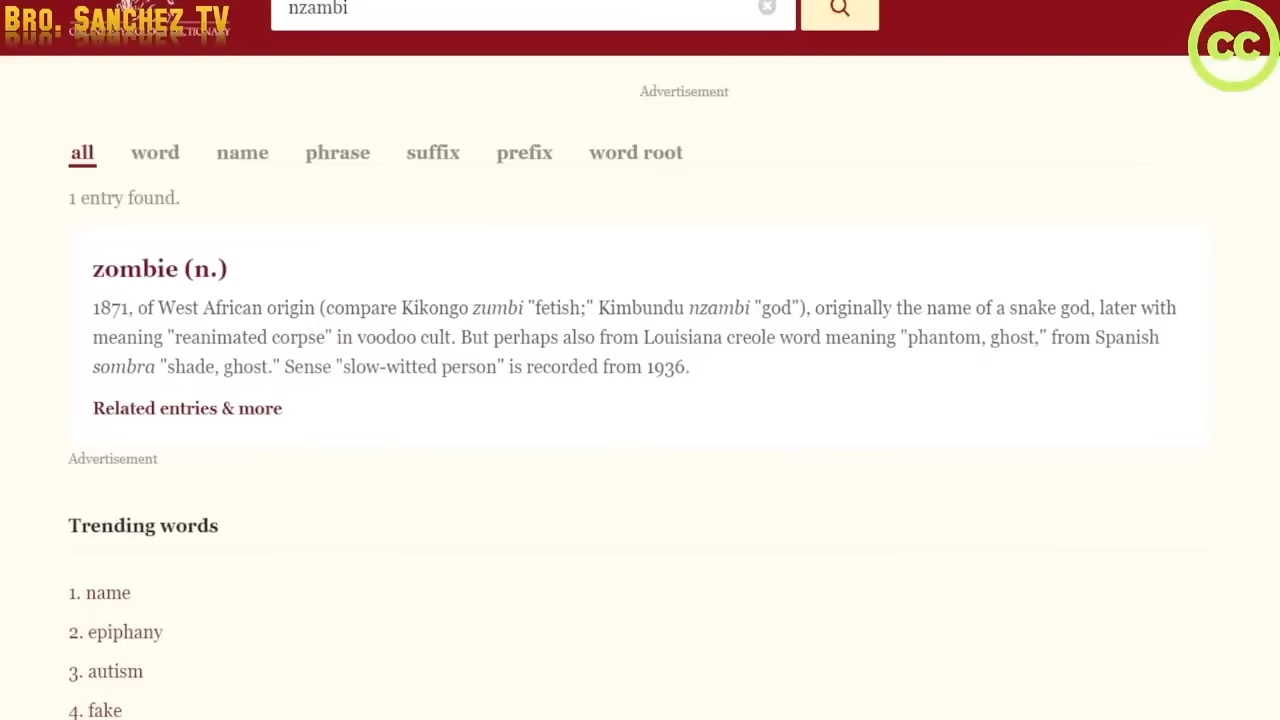 Bro. Sanchez TV
nzambi
CC
Advertisement
all word name phrase suffix prefix word root
1 entry found.
zombie (n.)
1871, of West African origin (compare Kikongo zumbi "fetish;" Kimbundu nzambi "god"), originally the name of a snake god, later with
meaning "reanimated corpse" in voodoo cult. But perhaps also from Louisiana creole word meaning "phantom, ghost," from Spanish
sombra "shade, ghost." Sense "slow-witted person" is recorded from 1936.
Related entries & more
Advertisement
Trending words
1. name
2. epiphany
3. autism
4. fake